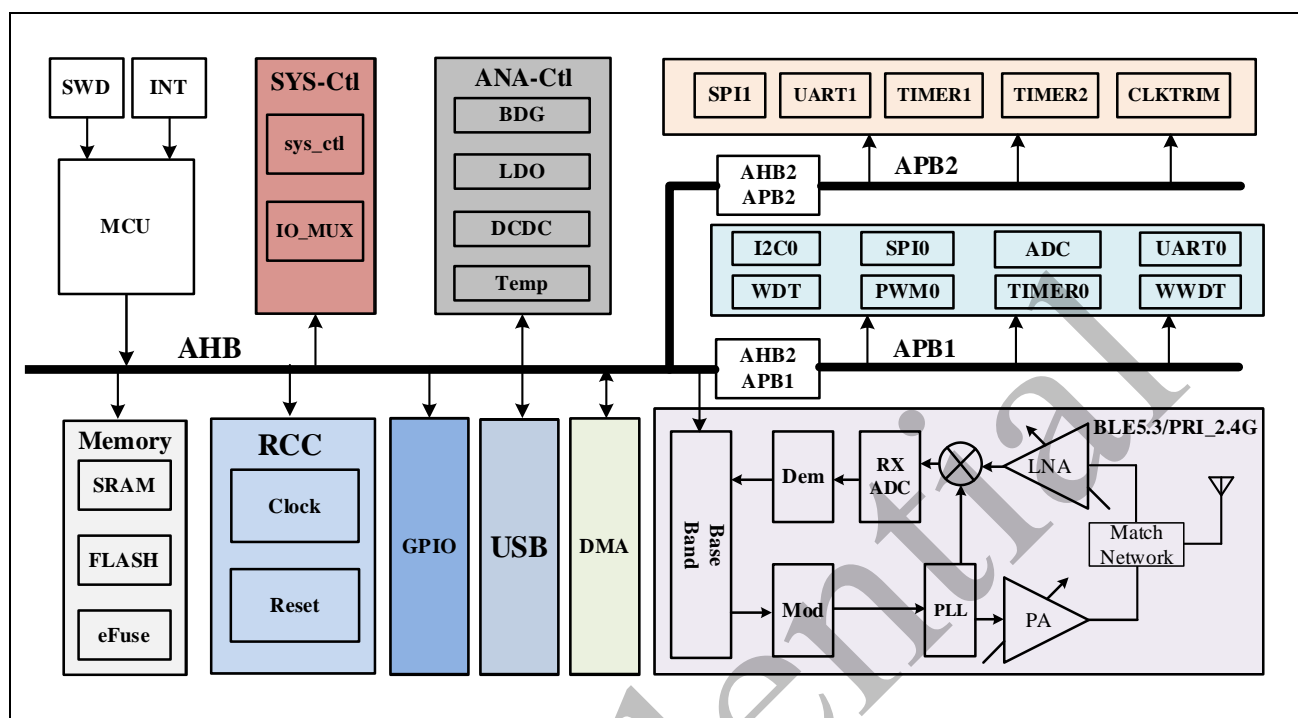 SWD
INT
MCU
SYS-Ctl
sys_ctl
IO_MUX
ANA-Ctl
BDG
LDO
DCDC
Temp
SPI1
UART1
TIMER1
TIMER2
CLKTRIM
AHB2
APB2
APB2
I2C0
SPI0
ADC
UART0
WDT
PWM0
TIMER0
WWDT
AHB
AHB2
APB1
APB1
Memory
SRAM
FLASH
eFuse
RCC
Clock
Reset
GPIO
USB
DMA
BLE5.3/PRI_2.4G
Base
Band
Dem
RX
ADC
LNA
Match
Network
Mod
PLL
PA